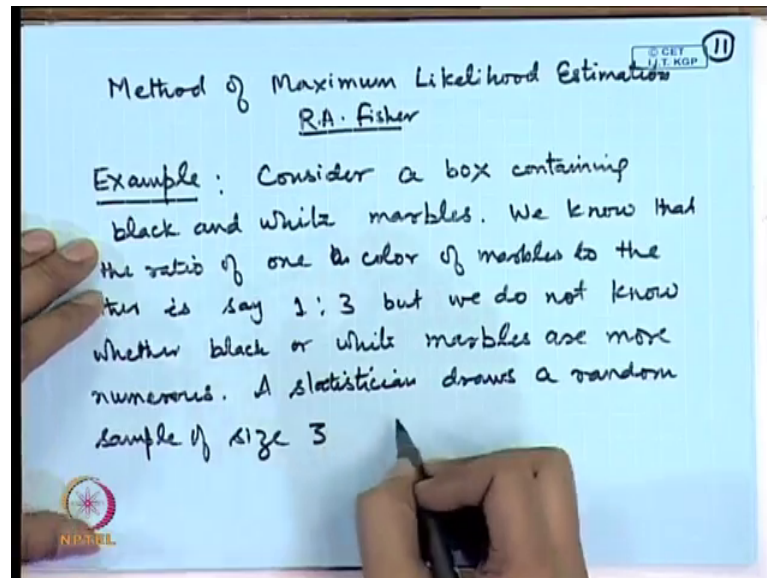 © CET
I.I.T. KGP
11
Method of Maximum Likelihood Estimation
R.A. Fisher
Example : Consider a box containing
black and white marbles. We know that
the ratio of one color of marbles to the
is say 1 : 3 but we do not know
whether black or white marbles are more
numerous. A statistician draws a random
sample of size 3
NPTEL